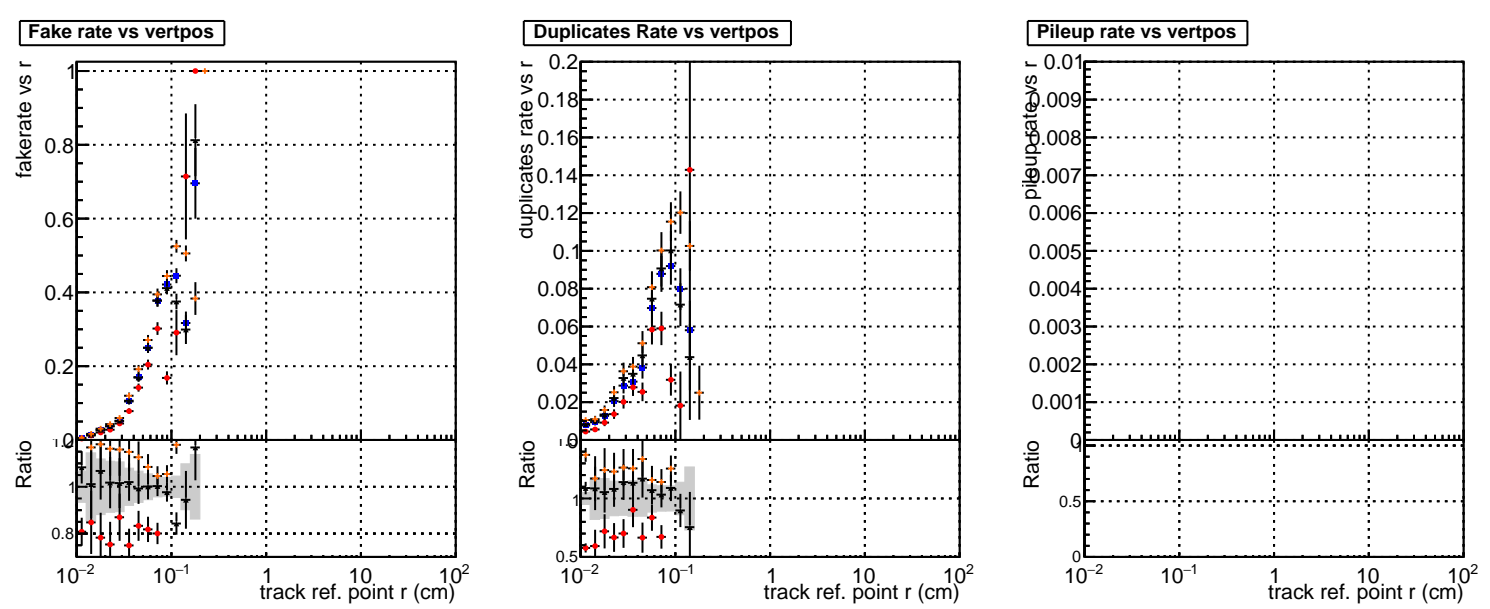 Fake rate vs vertpos
fakerate vs r
1
0.8
0.6
0.4
0.2
0
Ratio
1
0.8
10⁻² 10⁻¹ 1 10 10²
track ref. point r (cm)
Duplicates Rate vs vertpos
duplicates rate vs r
0.2
0.18
0.16
0.14
0.12
0.1
0.08
0.06
0.04
0.02
0
Ratio
1
0.5
10⁻² 10⁻¹ 1 10 10²
track ref. point r (cm)
Pileup rate vs vertpos
pileup rate vs r
0.01
0.009
0.008
0.007
0.006
0.005
0.004
0.003
0.002
0.001
0
Ratio
1
0.5
0
10⁻² 10⁻¹ 1 10 10²
track ref. point r (cm)